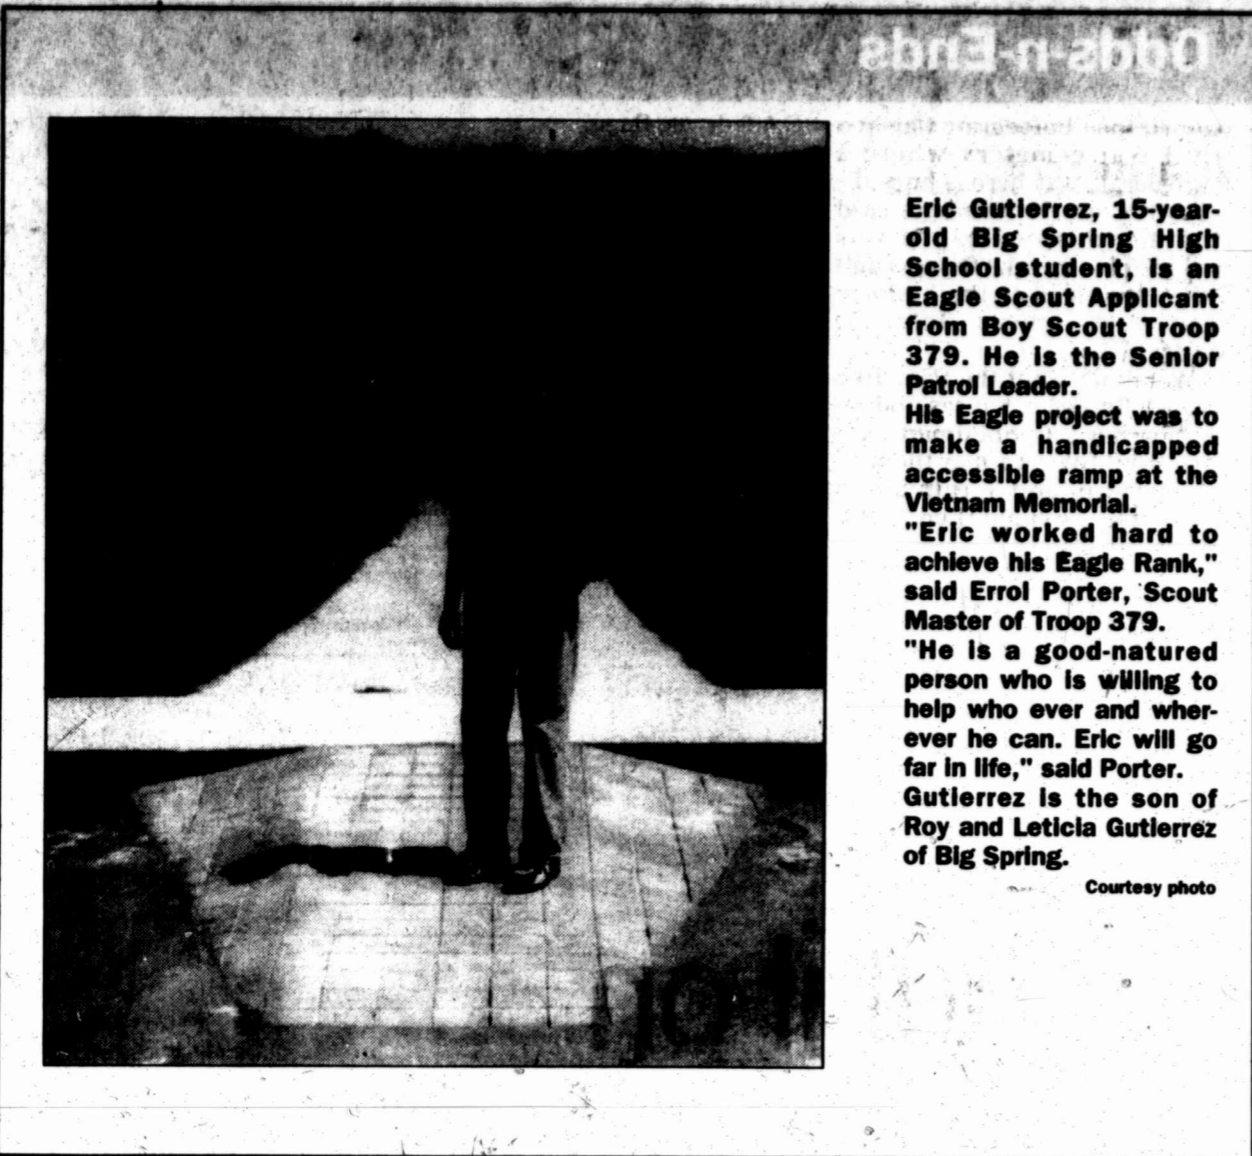 Odds-n-Ends
Eric Gutierrez, 15-year-
old Big Spring High
School student, is an
Eagle Scout Applicant
from Boy Scout Troop
379. He is the Senior
Patrol Leader.
His Eagle project was to
make a handicapped
accessible ramp at the
Vietnam Memorial.
"Eric worked hard to
achieve his Eagle Rank,"
said Errol Porter, Scout
Master of Troop 379.
"He is a good-natured
person who is willing to
help who ever and wher-
ever he can. Eric will go
far in life," said Porter.
Gutierrez is the son of
Roy and Leticia Gutierrez
of Big Spring.
Courtesy photo